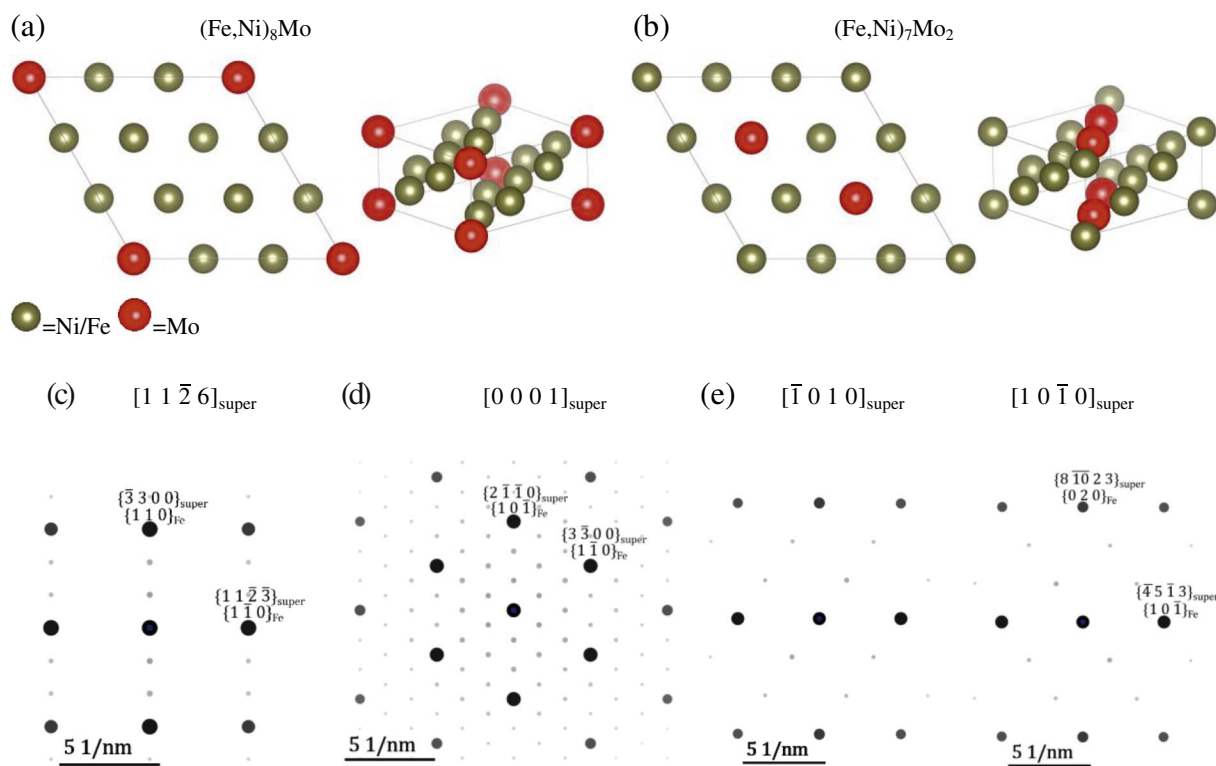 (a) (Fe,Ni)₈Mo
(b) (Fe,Ni)₇Mo₂
=Ni/Fe =Mo
(c) [1 1 2̅ 6]super
(d) [0 0 0 1]super
(e) [1̅ 0 1 0]super [1 0 1̅ 0]super
{3̅ 3 0 0}super
{1 1̅ 0}Fe
{1 1 2̅ 3̅}super
{1 1̅ 0}Fe
5 1/nm
{2 1̅ 1̅ 0}super
{1 0 1̅}Fe
{3 3̅ 0 0}super
{1 1̅ 0}Fe
5 1/nm
5 1/nm
{8 1̅0̅ 2 3}super
{0 2̅ 0}Fe
{4̅ 5 1̅ 3}super
{1 0 1̅}Fe
5 1/nm